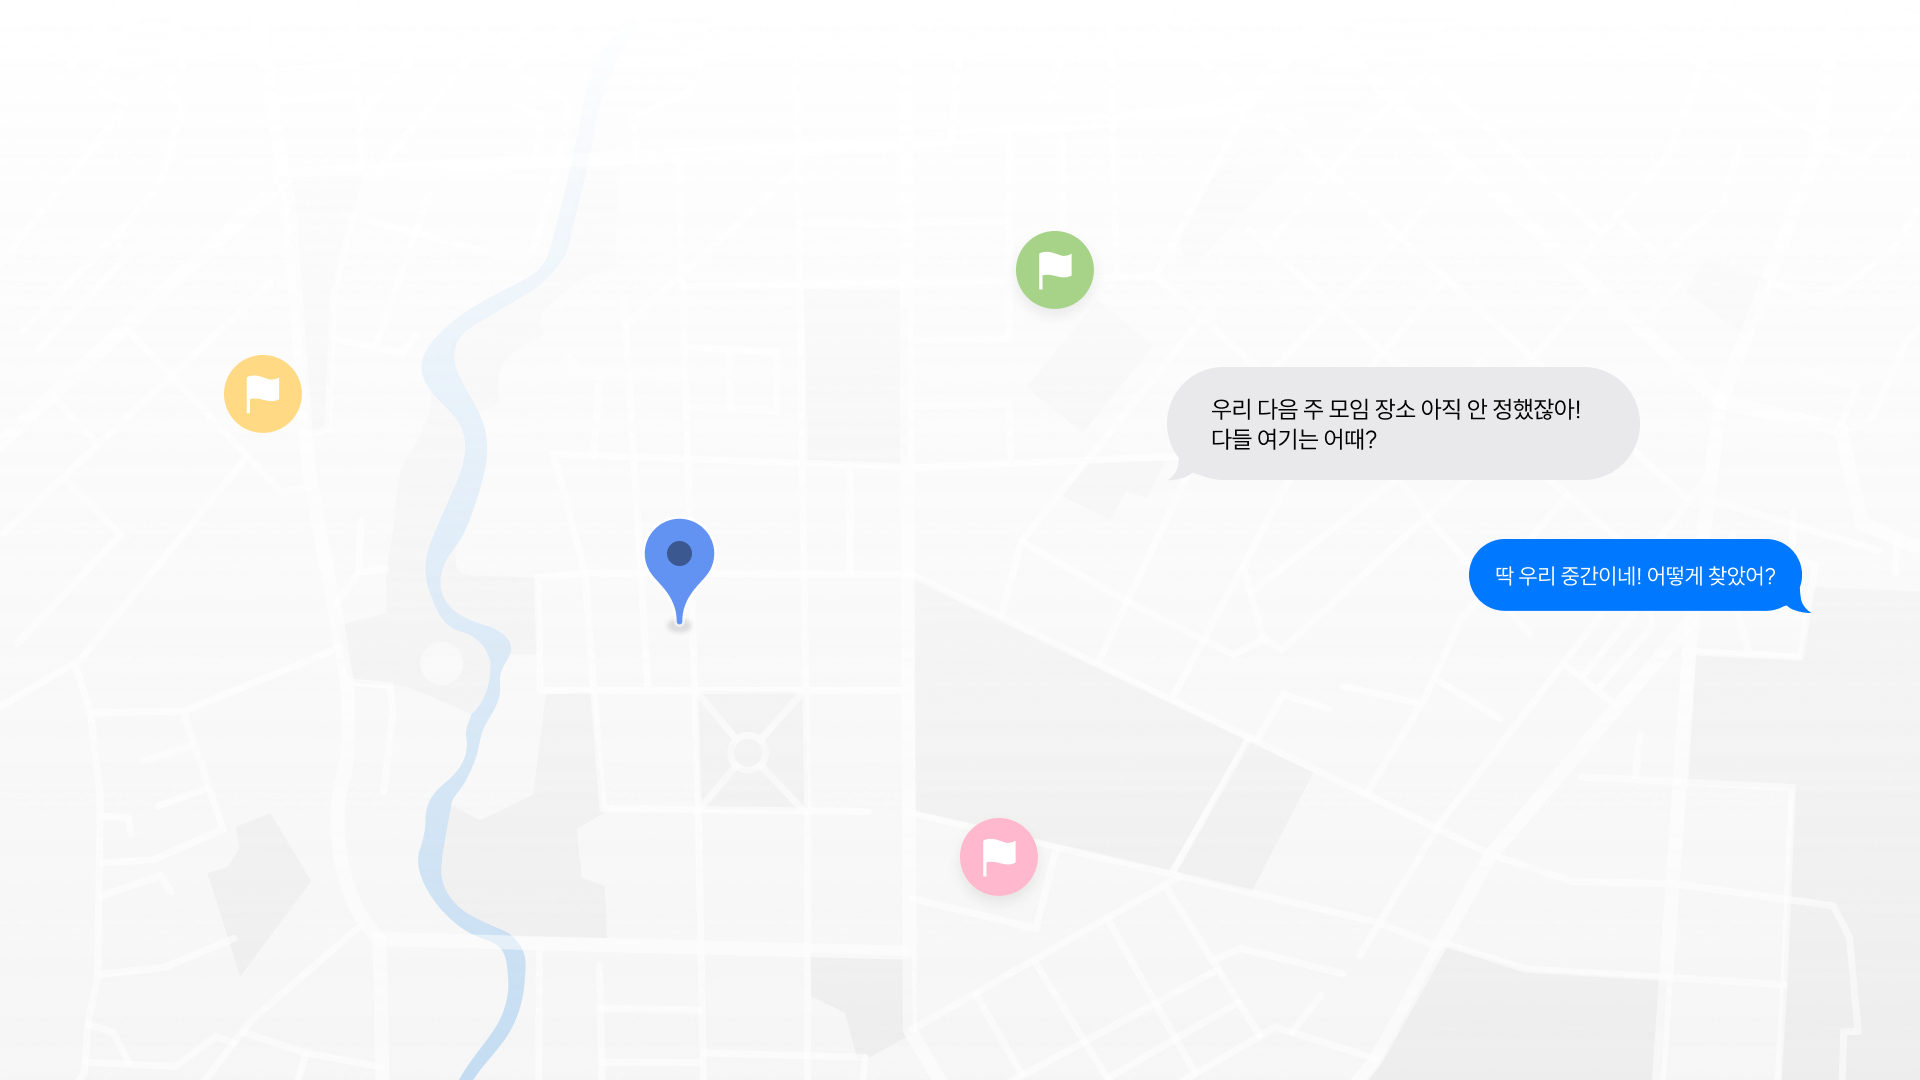 우리 다음 주 모임 장소 아직 안 정했잖아!
다들 여기는 어때?
딱 우리 중간이네! 어떻게 찾았어?